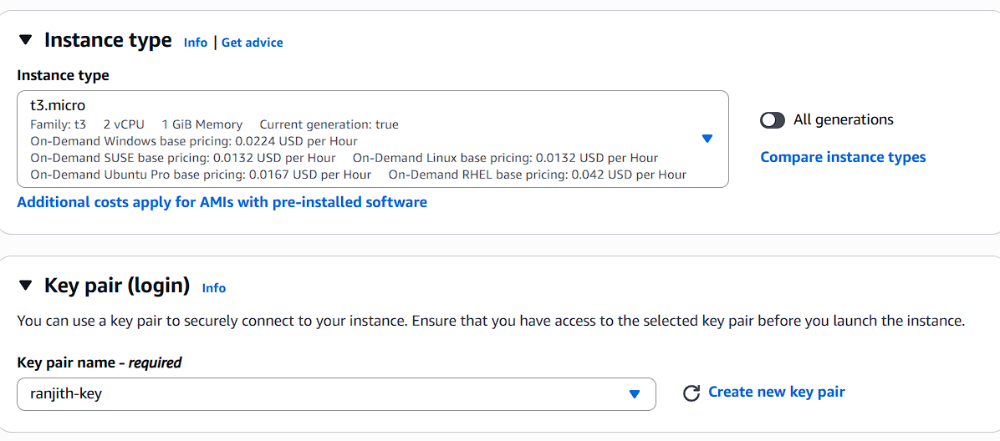 Instance type Info | Get advice
Instance type
t3.micro
Family: t3 2 vCPU 1 GiB Memory Current generation: true
On-Demand Windows base pricing: 0.0224 USD per Hour
On-Demand SUSE base pricing: 0.0132 USD per Hour On-Demand Linux base pricing: 0.0132 USD per Hour
On-Demand Ubuntu Pro base pricing: 0.0167 USD per Hour On-Demand RHEL base pricing: 0.042 USD per Hour
All generations
Compare instance types
Additional costs apply for AMIs with pre-installed software
Key pair (login) Info
You can use a key pair to securely connect to your instance. Ensure that you have access to the selected key pair before you launch the instance.
Key pair name - required
ranjith-key
Create new key pair